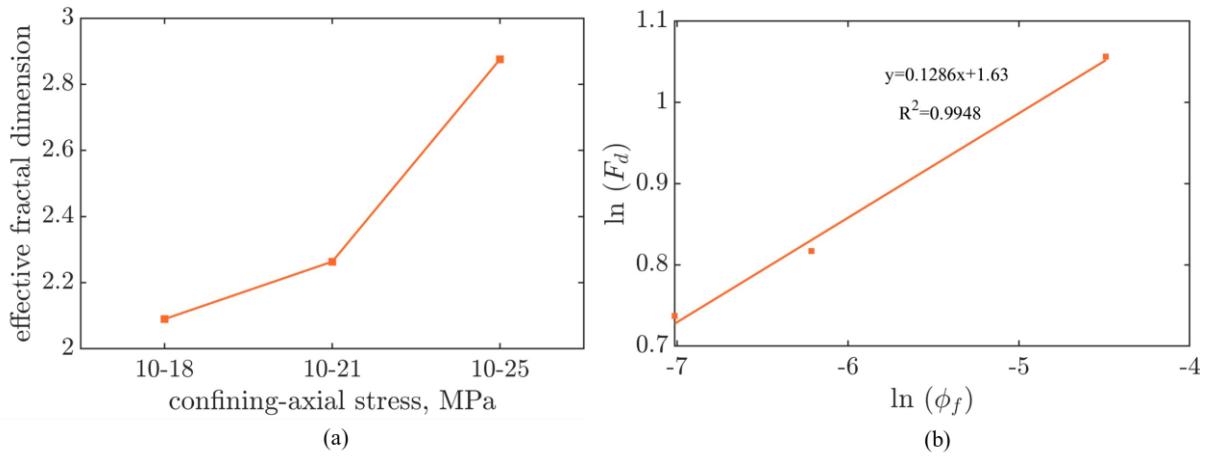 3
2.8
2.6
2.4
2.2
2
effective fractal dimension
10-18 10-21 10-25
confining-axial stress, MPa
(a)
1.1
1
0.9
0.8
0.7
ln (F_d)
y=0.1286x+1.63
R²=0.9948
-7 -6 -5 -4
ln (ϕ_f)
(b)